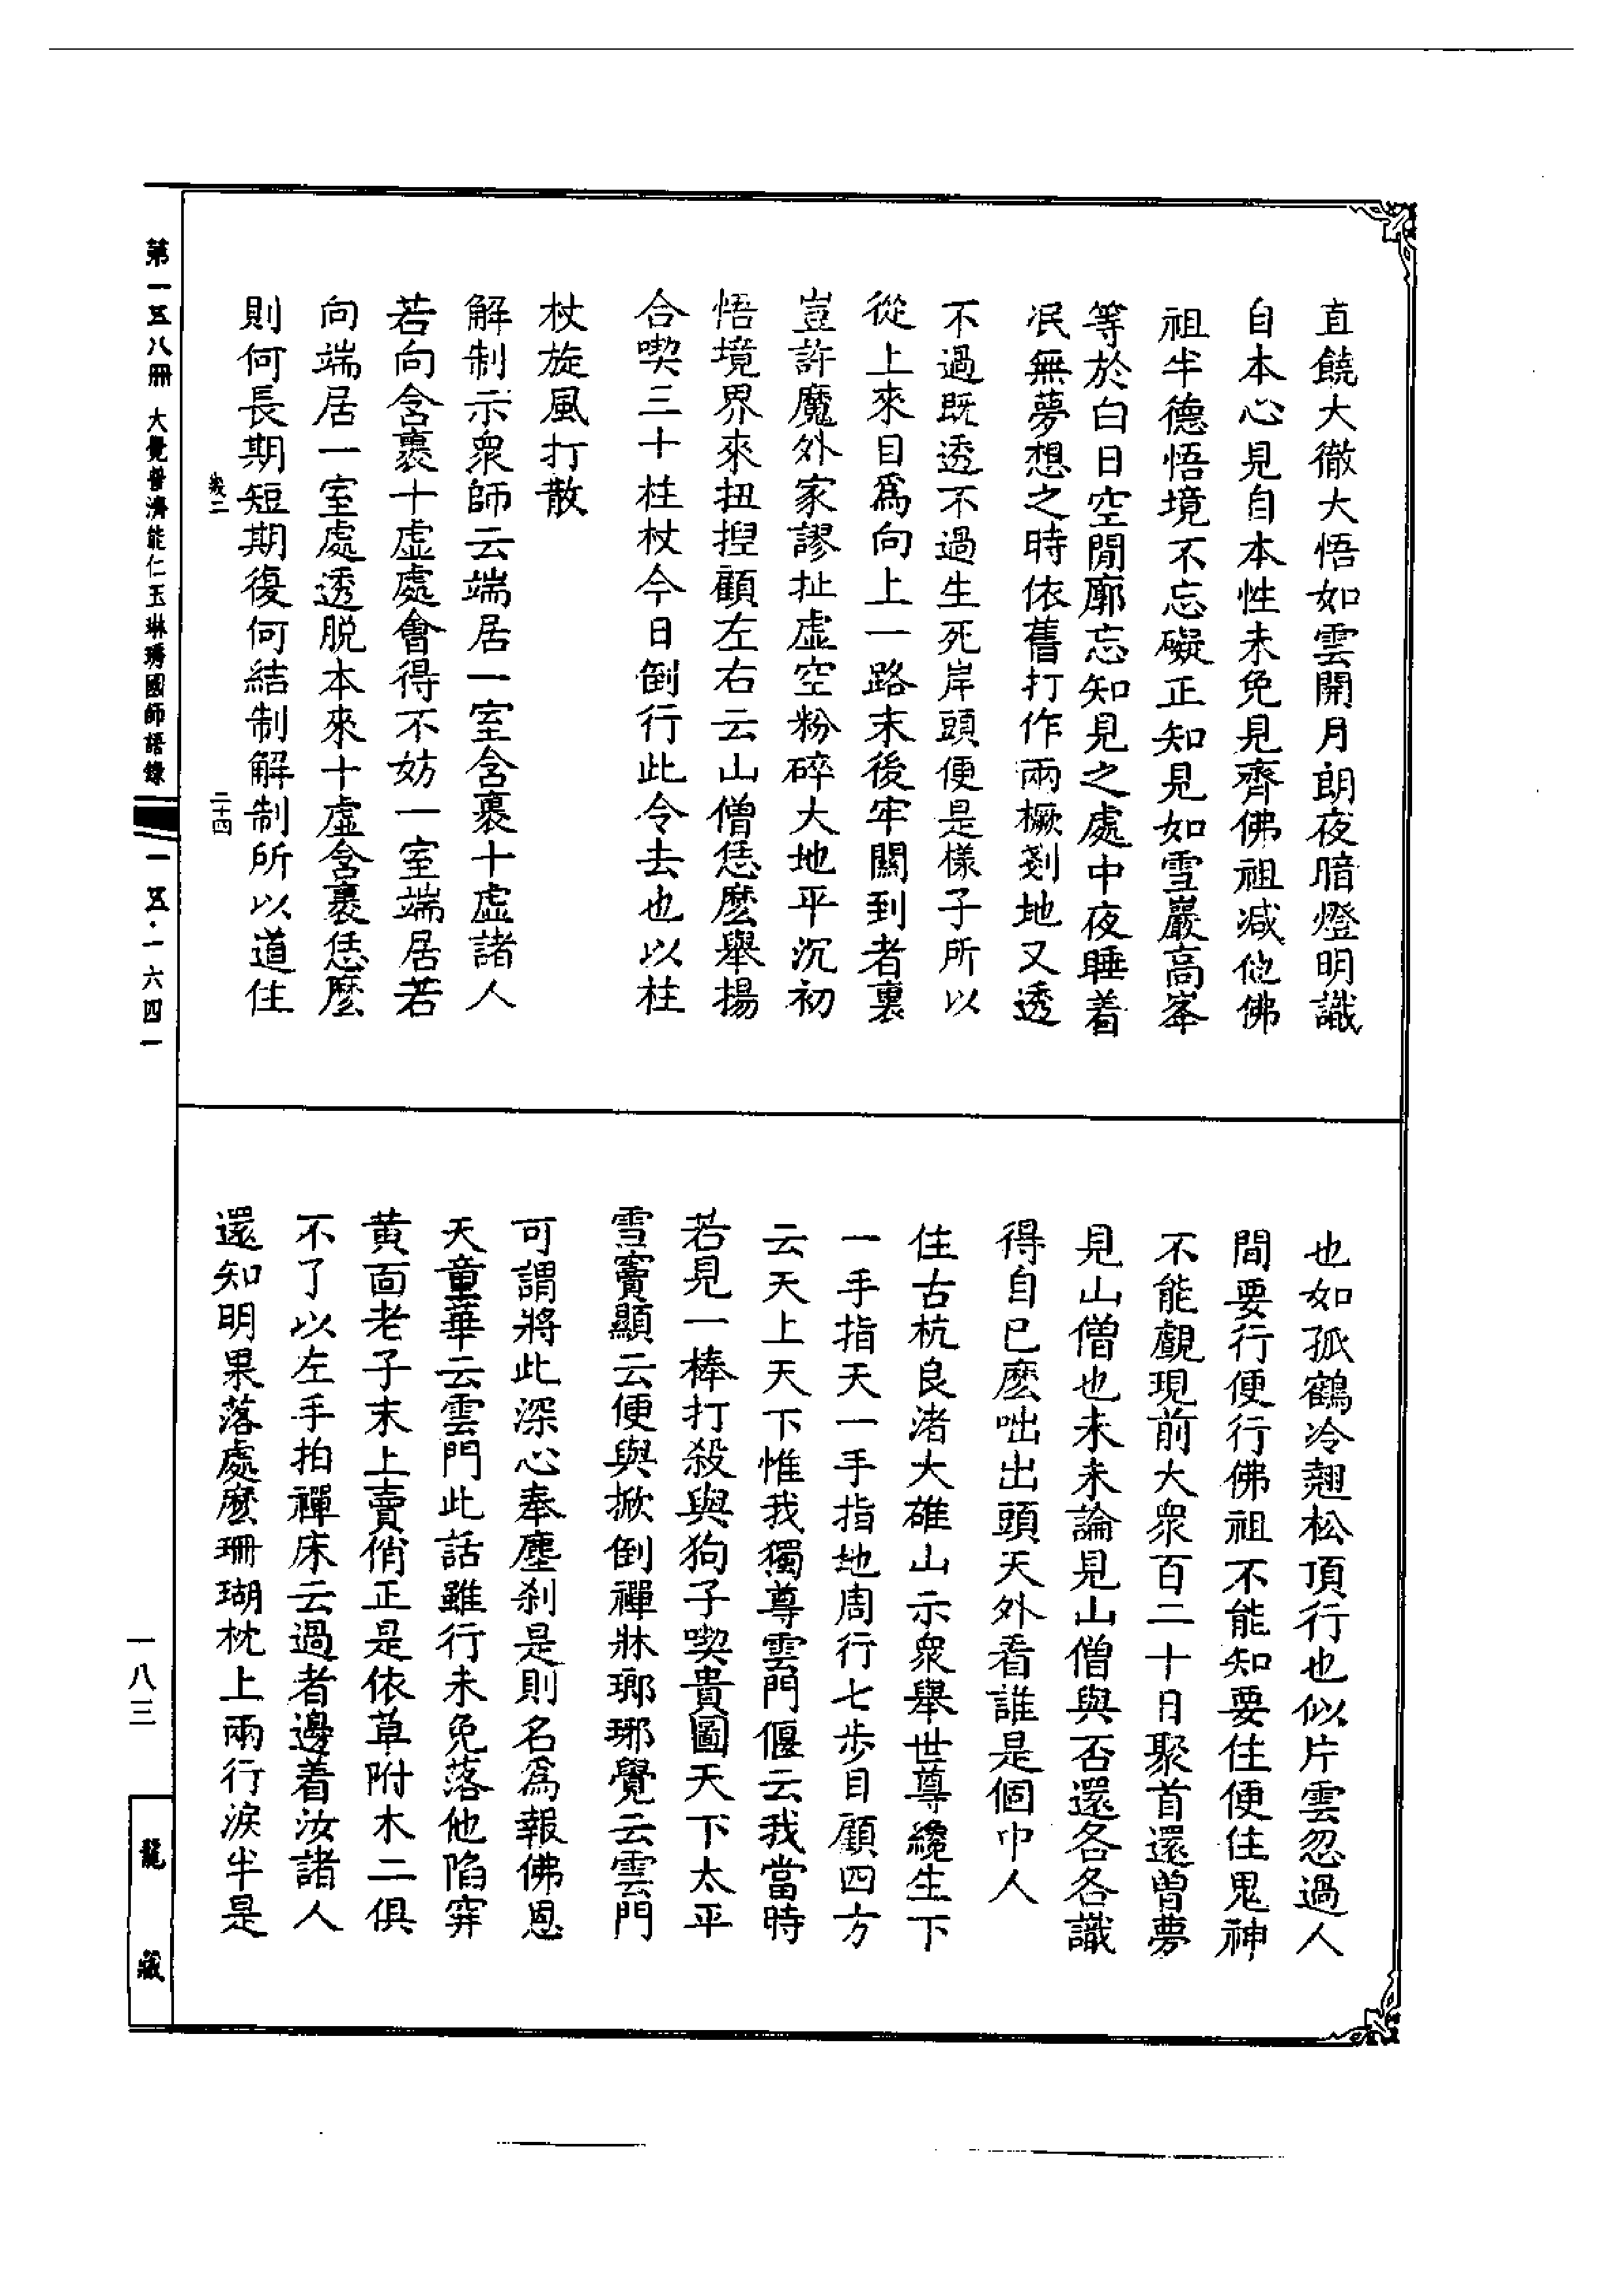 直饒大徹大悟如雲開月朗夜暗燈明識
自本心見自本性未免見齊佛祖減他佛
祖半德悟境不忘礙正知見如雪巖高峯
等於白日空閒廓忘知見之處中夜睡着
泯無夢想之時依舊打作兩橛剗地又透
不過既透不過生死岸頭便是樣子所以
從上來目爲向上一路末後牢關到者裏
豈許魔外家謬扯虛空粉碎大地平沉初
悟境界來扭揑顧左右云山僧恁麽舉揚
合喫三十柱杖今日倒行此令去也以柱
杖旋風打散
解制示衆師云端居一室含裹十虛諸人
若向含裹十虛處會得不妨一室端居若
向端居一室處透脫本來十虛含裹恁麽
則何長期短期復何結制解制所以道住
二十四
也如孤鶴冷翹松頂行也似片雲忽過人
間要行便行佛祖不能知要住便住鬼神
不能覷現前大衆百二十日聚首還曾夢
見山僧也未未論見山僧與否還各各識
得自已麽咄出頭天外看誰是個中人
住古杭良渚大雄山示衆舉世尊纔生下
一手指天一手指地周行七步目顧四方
云天上天下惟我獨尊雲門偃云我當時
若見一棒打殺與狗子喫貴圖天下太平
雪竇顯云便與掀倒禪牀瑯琊覺云雲門
可謂將此深心奉塵刹是則名爲報佛恩
天童華云雲門此話雖行未免落他陷穽
黃面老子末上賣俏正是依草附木二俱
不了以左手拍禪床云過者邊着汝諸人
還知明果落處麽珊瑚枕上兩行淚半是
第一五八冊 大覺普濟能仁玉琳琇國師語錄
一五·一六四一
一八三
龍藏